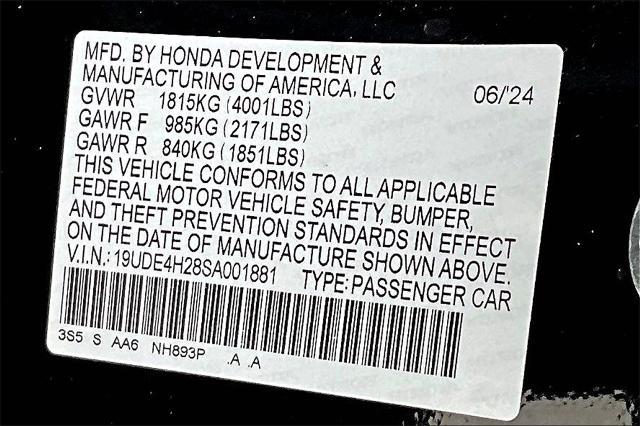 MFD. BY HONDA DEVELOPMENT &
MANUFACTURING OF AMERICA, LLC
06/'24
GVWR 1815KG (4001LBS)
GAWR F 985KG (2171LBS)
GAWR R 840KG (1851LBS)
THIS VEHICLE CONFORMS TO ALL APPLICABLE
FEDERAL MOTOR VEHICLE SAFETY, BUMPER,
AND THEFT PREVENTION STANDARDS IN EFFECT
ON THE DATE OF MANUFACTURE SHOWN ABOVE.
V.I.N.: 19UDE4H28SA001881 TYPE: PASSENGER CAR
3S5 S AA6 NH893P .A .A